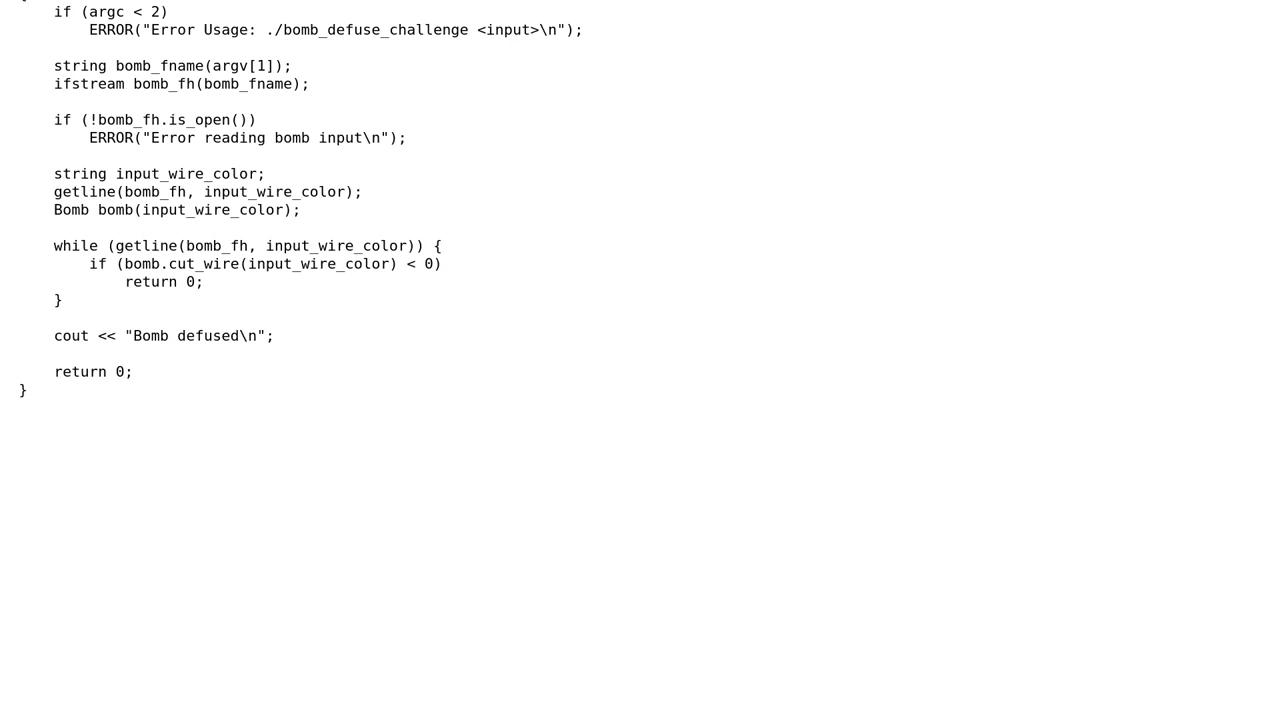 if (argc < 2)
        ERROR("Error Usage: ./bomb_defuse_challenge <input>\n");

    string bomb_fname(argv[1]);
    ifstream bomb_fh(bomb_fname);

    if (!bomb_fh.is_open())
        ERROR("Error reading bomb input\n");

    string input_wire_color;
    getline(bomb_fh, input_wire_color);
    Bomb bomb(input_wire_color);

    while (getline(bomb_fh, input_wire_color)) {
        if (bomb.cut_wire(input_wire_color) < 0)
            return 0;
    }

    cout << "Bomb defused\n";

    return 0;
}